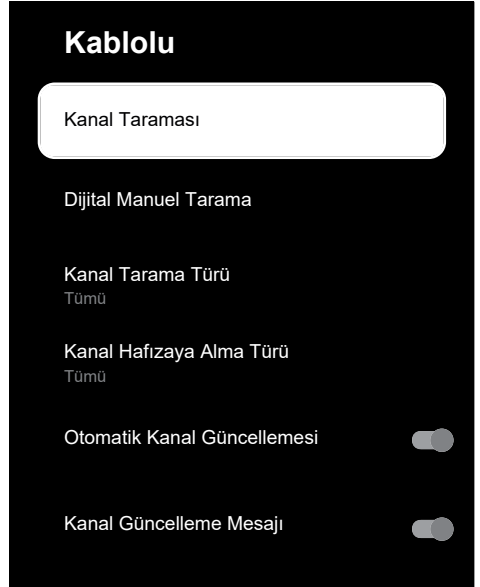 Kablolu
Kanal Taraması
Dijital Manuel Tarama
Kanal Tarama Türü
Tümü
Kanal Hafızaya Alma Türü
Tümü
Otomatik Kanal Güncellemesi
Kanal Güncelleme Mesajı